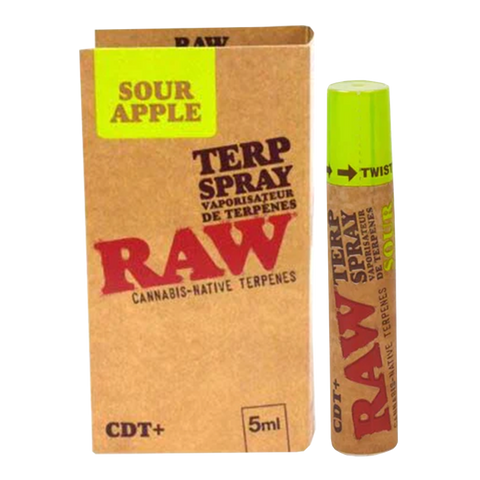 RAW
SOUR
APPLE
TERP
SPRAY
VAPORISATEUR
DE TERPÈNES
RAW
CANNABIS-NATIVE TERPENES
CDT+
5ml
TWIST
TERP
SPRAY
VAPORISATEUR
DE TERPÈNES
SOUR
RAW
CANNABIS-NATIVE TERPENES
CDT+